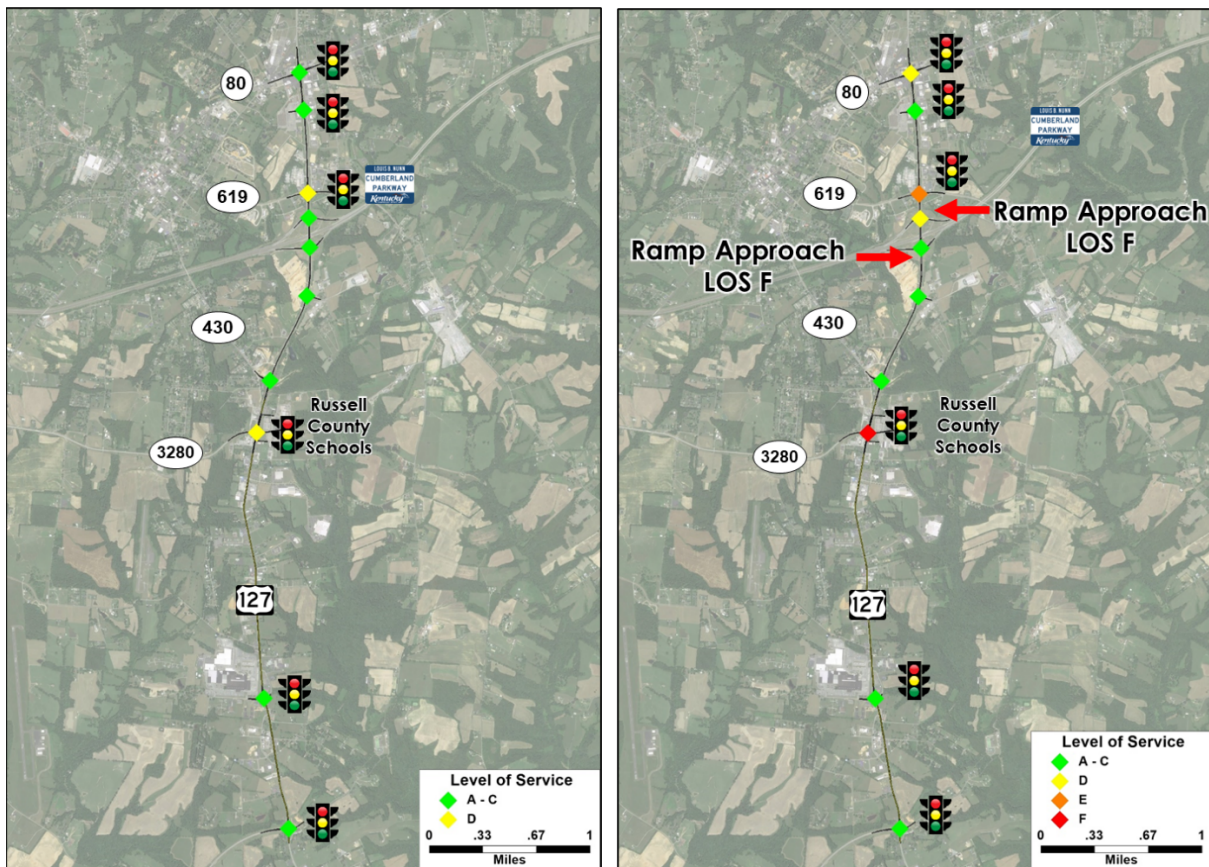 80
LOUIE B. NUNN
CUMBERLAND
PARKWAY
Kentucky
619
430
Russell
County
Schools
3280
127
Level of Service
A - C
D
0 .33 .67 1
Miles
80
LOUIE B. NUNN
CUMBERLAND
PARKWAY
Kentucky
619
Ramp Approach
LOS F
Ramp Approach
LOS F
430
Russell
County
Schools
3280
127
Level of Service
A - C
D
E
F
0 .33 .67 1
Miles